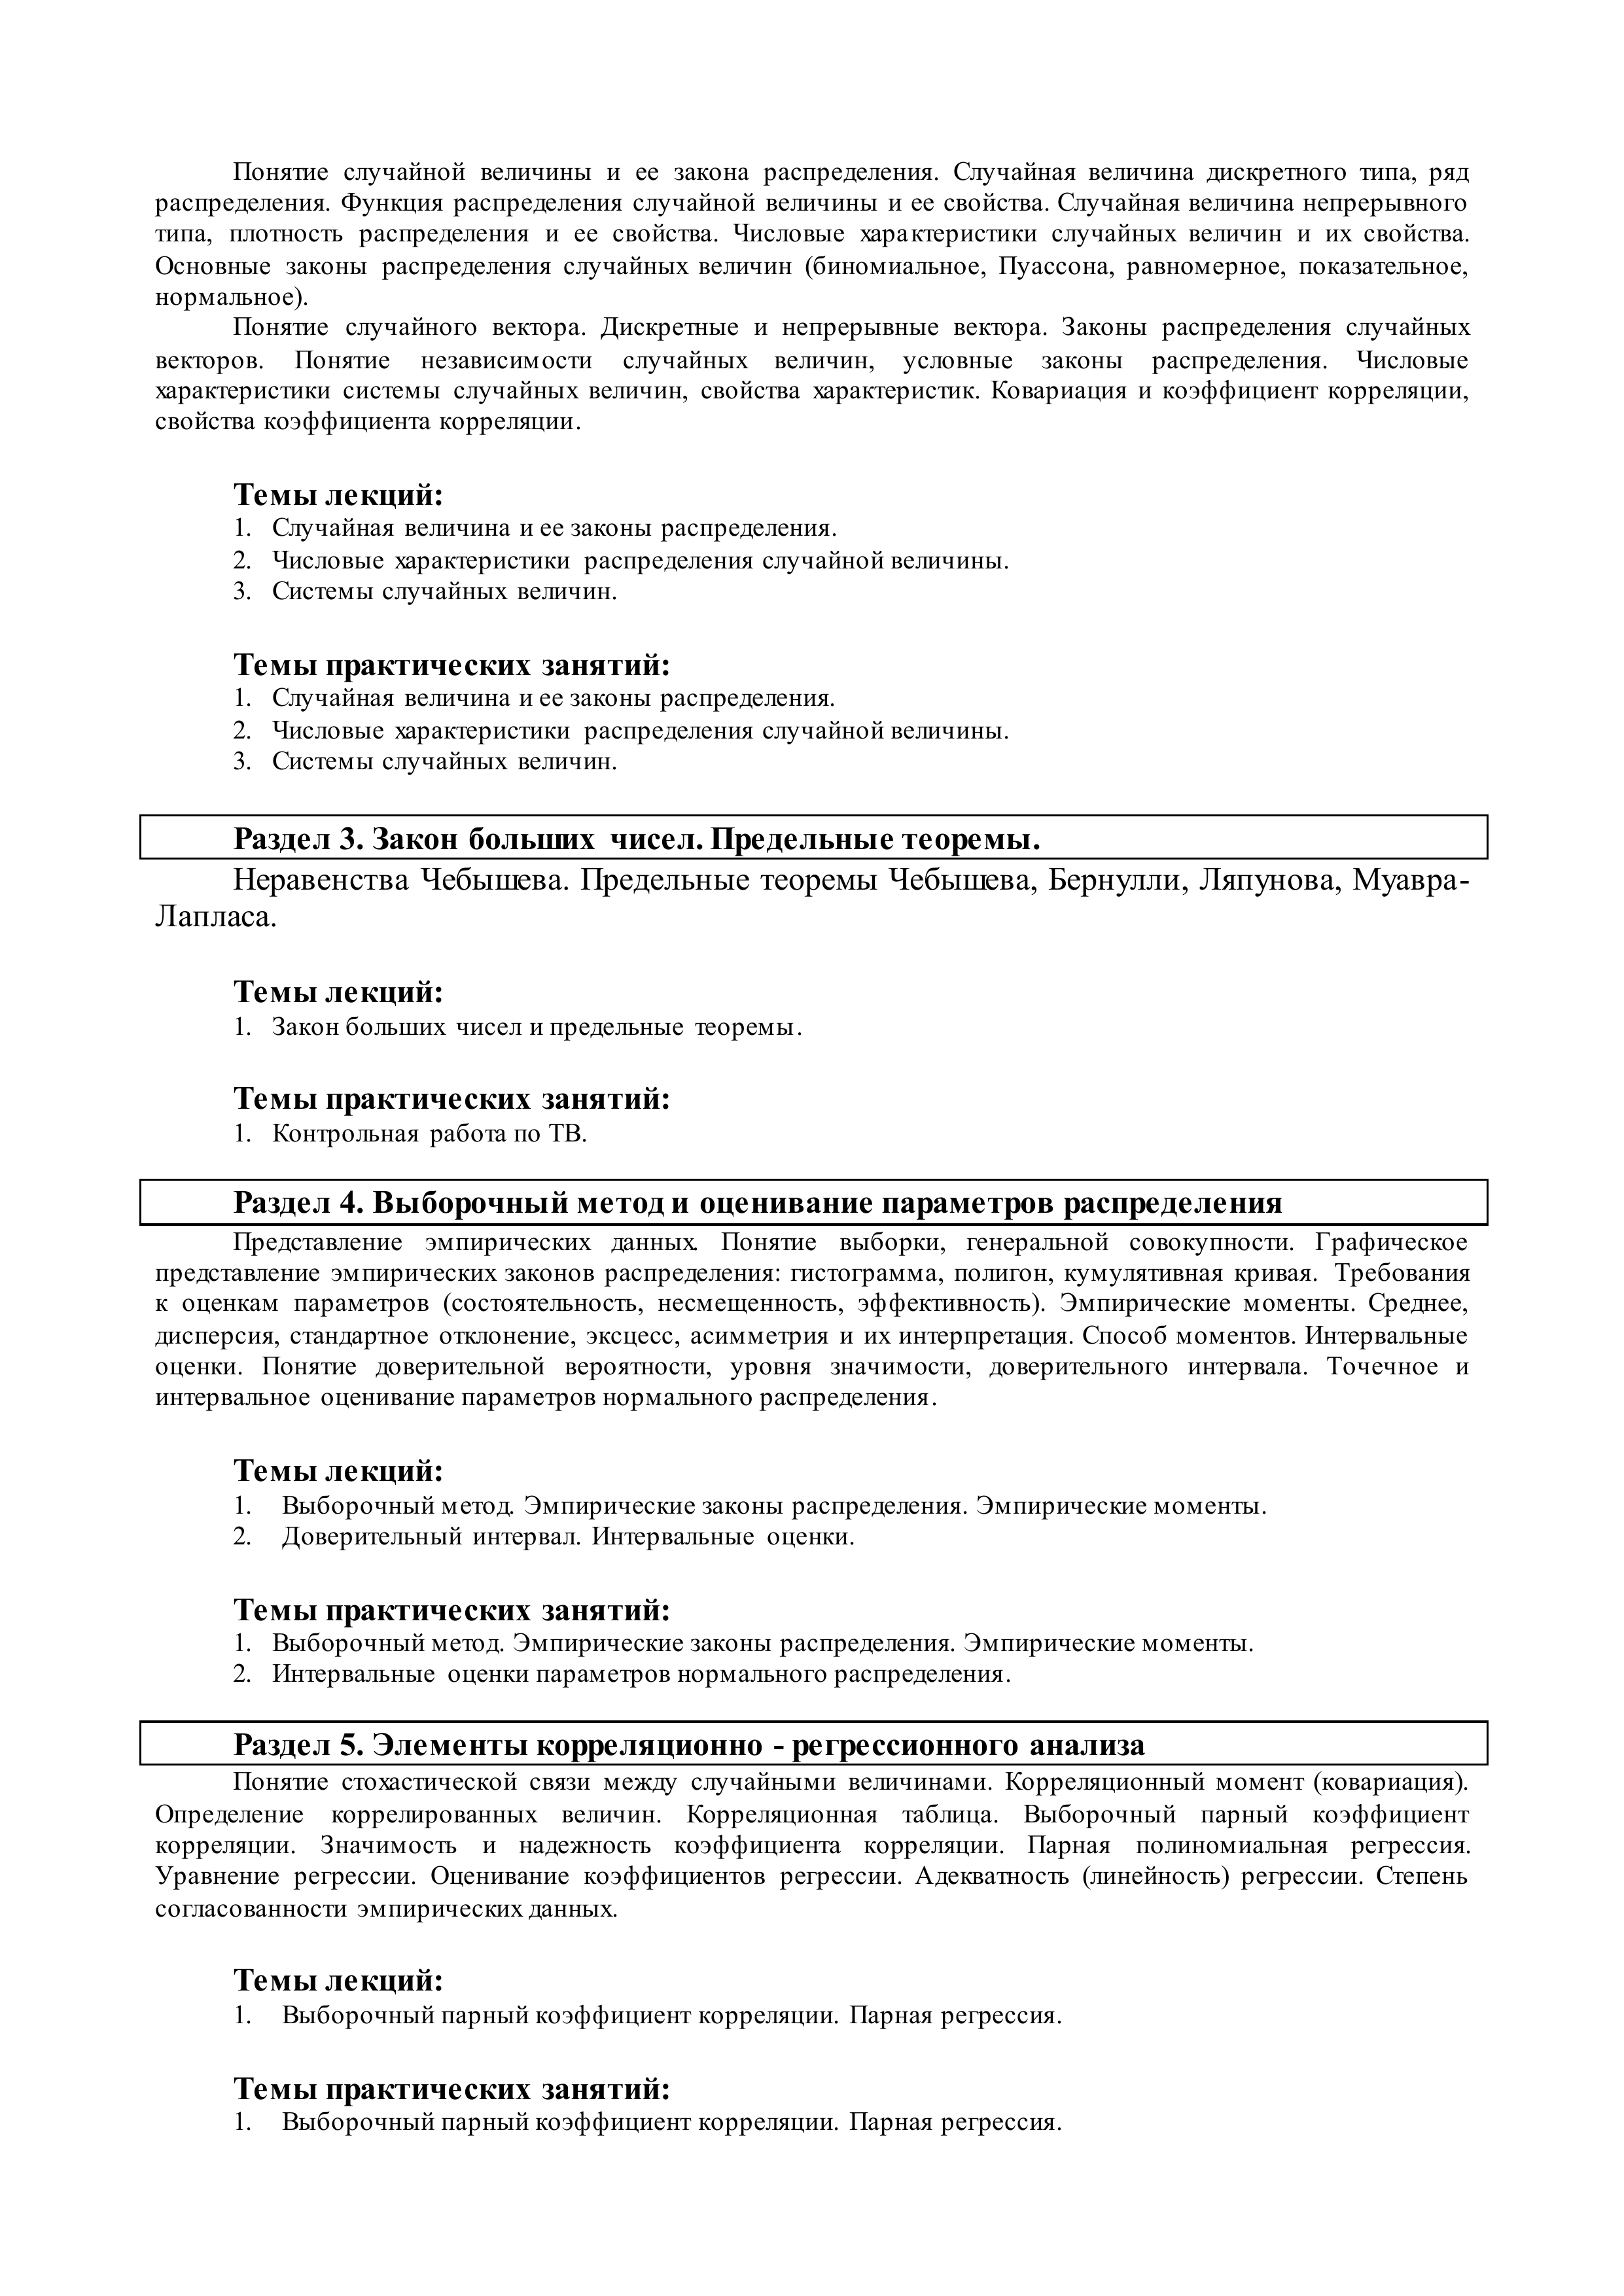 Понятие случайной величины и ее закона распределения. Случайная величина дискретного типа, ряд
распределения. Функция распределения случайной величины и ее свойства. Случайная величина непрерывного
типа, плотность распределения и ее свойства. Числовые характеристики случайных величин и их свойства.
Основные законы распределения случайных величин (биномиальное, Пуассона, равномерное, показательное,
нормальное).
Понятие случайного вектора. Дискретные и непрерывные вектора. Законы распределения случайных
векторов. Понятие независимости случайных величин, условные законы распределения. Числовые
характеристики системы случайных величин, свойства характеристик. Ковариация и коэффициент корреляции,
свойства коэффициента корреляции.
Темы лекций:
1. Случайная величина и ее законы распределения.
2. Числовые характеристики распределения случайной величины.
3. Системы случайных величин.
Темы практических занятий:
1. Случайная величина и ее законы распределения.
2. Числовые характеристики распределения случайной величины.
3. Системы случайных величин.
Раздел 3. Закон больших чисел. Предельные теоремы.
Неравенства Чебышева. Предельные теоремы Чебышева, Бернулли, Ляпунова, Муавра-
Лапласа.
Темы лекций:
1. Закон больших чисел и предельные теоремы.
Темы практических занятий:
1. Контрольная работа по ТВ.
Раздел 4. Выборочный метод и оценивание параметров распределения
Представление эмпирических данных. Понятие выборки, генеральной совокупности. Графическое
представление эмпирических законов распределения: гистограмма, полигон, кумулятивная кривая. Требования
к оценкам параметров (состоятельность, несмещенность, эффективность). Эмпирические моменты. Среднее,
дисперсия, стандартное отклонение, эксцесс, асимметрия и их интерпретация. Способ моментов. Интервальные
оценки. Понятие доверительной вероятности, уровня значимости, доверительного интервала. Точечное и
интервальное оценивание параметров нормального распределения.
Темы лекций:
1. Выборочный метод. Эмпирические законы распределения. Эмпирические моменты.
2. Доверительный интервал. Интервальные оценки.
Темы практических занятий:
1. Выборочный метод. Эмпирические законы распределения. Эмпирические моменты.
2. Интервальные оценки параметров нормального распределения.
Раздел 5. Элементы корреляционно - регрессионного анализа
Понятие стохастической связи между случайными величинами. Корреляционный момент (ковариация).
Определение коррелированных величин. Корреляционная таблица. Выборочный парный коэффициент
корреляции. Значимость и надежность коэффициента корреляции. Парная полиномиальная регрессия.
Уравнение регрессии. Оценивание коэффициентов регрессии. Адекватность (линейность) регрессии. Степень
согласованности эмпирических данных.
Темы лекций:
1. Выборочный парный коэффициент корреляции. Парная регрессия.
Темы практических занятий:
1. Выборочный парный коэффициент корреляции. Парная регрессия.